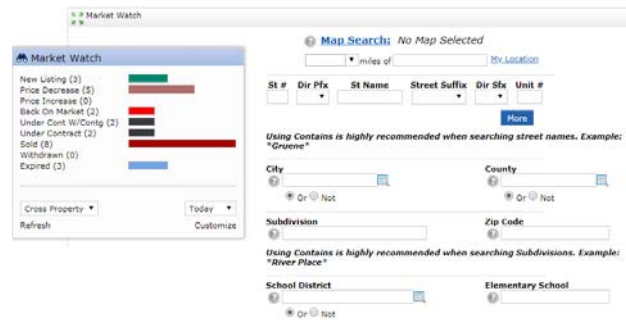 Market Watch
Map Search: No Map Selected
miles of
My Location
Market Watch
New Listing (3)
Price Decrease (5)
Price Increase (0)
Back On Market (2)
Under Cont W/Contg (2)
Under Contract (2)
Sold (8)
Withdrawn (0)
Expired (3)
Cross Property
Today
Refresh
Customize
St # Dir Pfx St Name Street Suffix Dir Sfx Unit #
More
Using Contains is highly recommended when searching street names. Example:
*Gruene*
City County
Or Not Or Not
Subdivision Zip Code
Using Contains is highly recommended when searching Subdivisions. Example:
*River Place*
School District Elementary School
Or Not